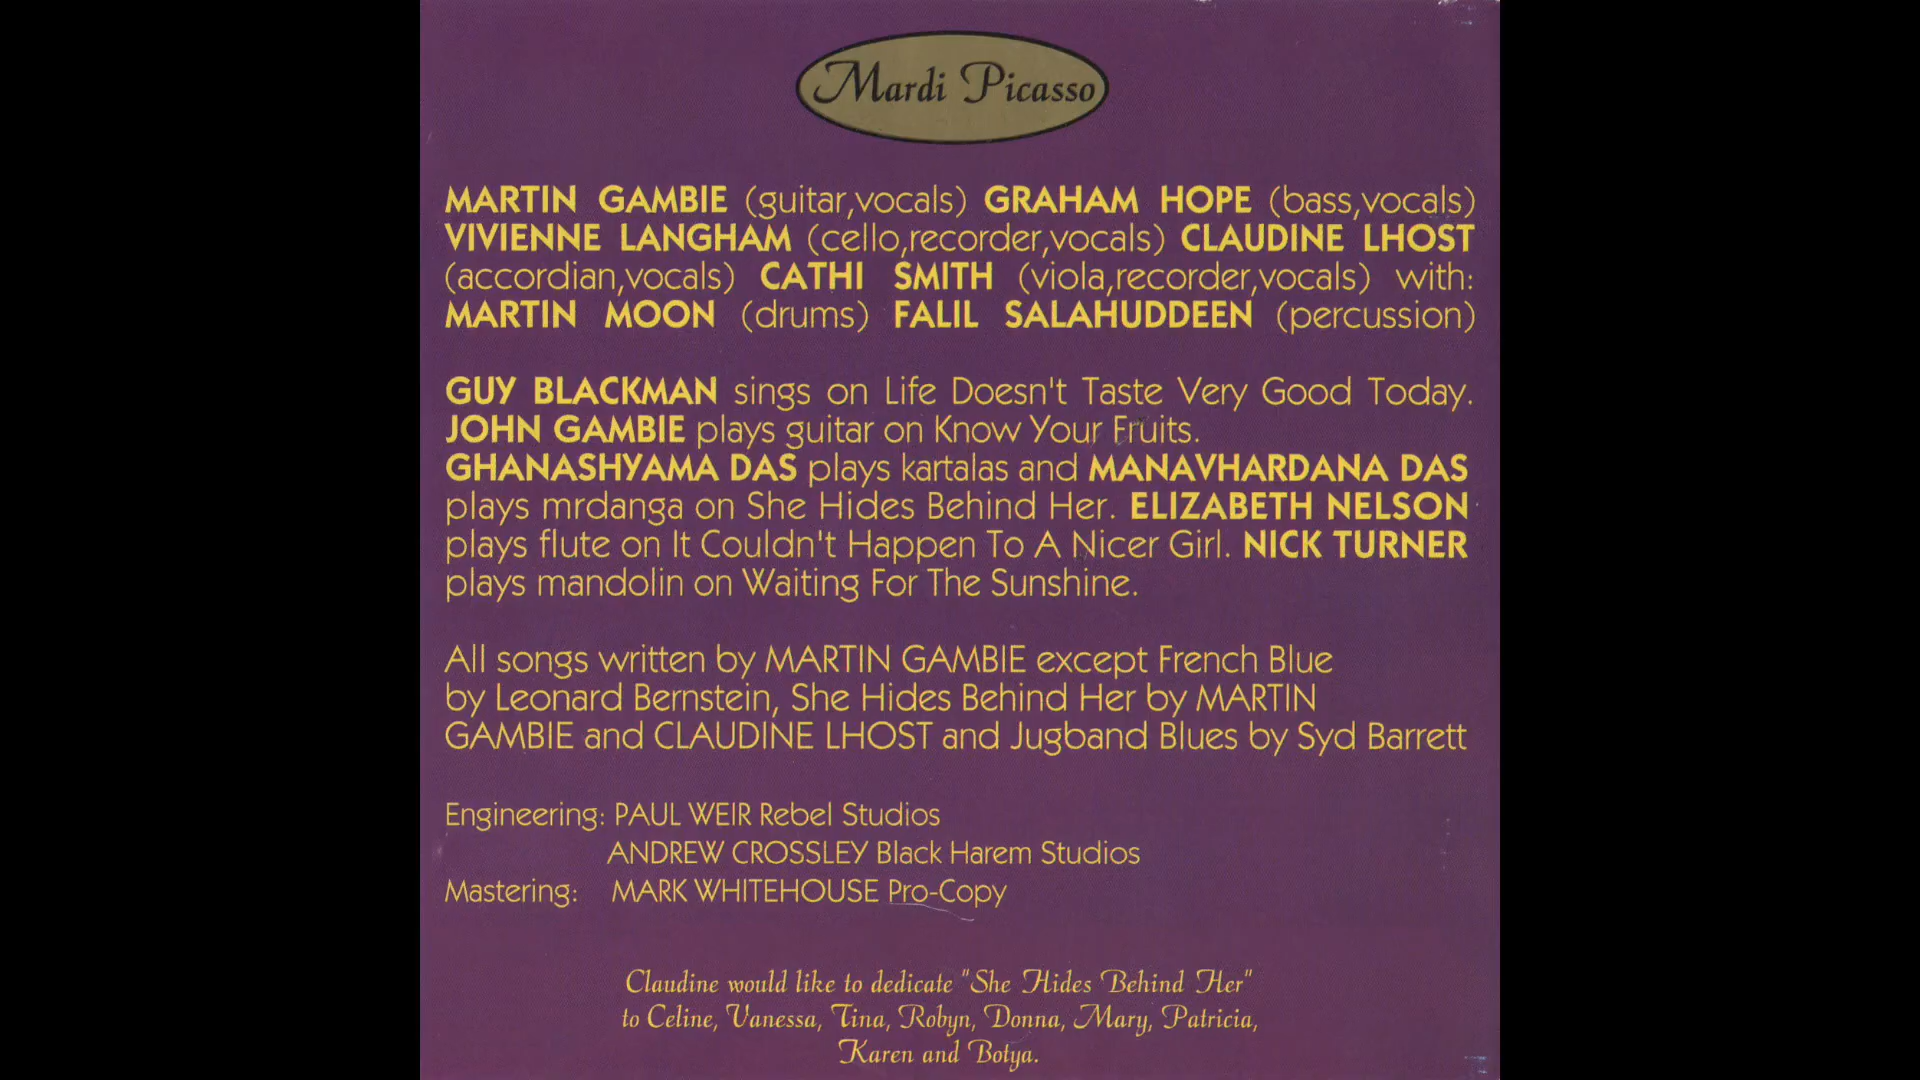 Mardi Picasso
MARTIN GAMBIE (guitar,vocals) GRAHAM HOPE (bass,vocals)
VIVIENNE LANGHAM (cello,recorder,vocals) CLAUDINE LHOST
(accordian,vocals) CATHI SMITH (viola,recorder,vocals) with:
MARTIN MOON (drums) FALIL SALAHUDDEEN (percussion)
GUY BLACKMAN sings on Life Doesn't Taste Very Good Today.
JOHN GAMBIE plays guitar on Know Your Fruits.
GHANASHYAMA DAS plays kartalas and MANAVHARDANA DAS
plays mrdanga on She Hides Behind Her. ELIZABETH NELSON
plays flute on It Couldn't Happen To A Nicer Girl. NICK TURNER
plays mandolin on Waiting For The Sunshine.
All songs written by MARTIN GAMBIE except French Blue
by Leonard Bernstein, She Hides Behind Her by MARTIN
GAMBIE and CLAUDINE LHOST and Jugband Blues by Syd Barrett
Engineering: PAUL WEIR Rebel Studios
ANDREW CROSSLEY Black Harem Studios
Mastering: MARK WHITEHOUSE Pro-Copy
Claudine would like to dedicate "She Hides Behind Her"
to Celine, Vanessa, Tina, Robyn, Donna, Mary, Patricia,
Karen and Botya.